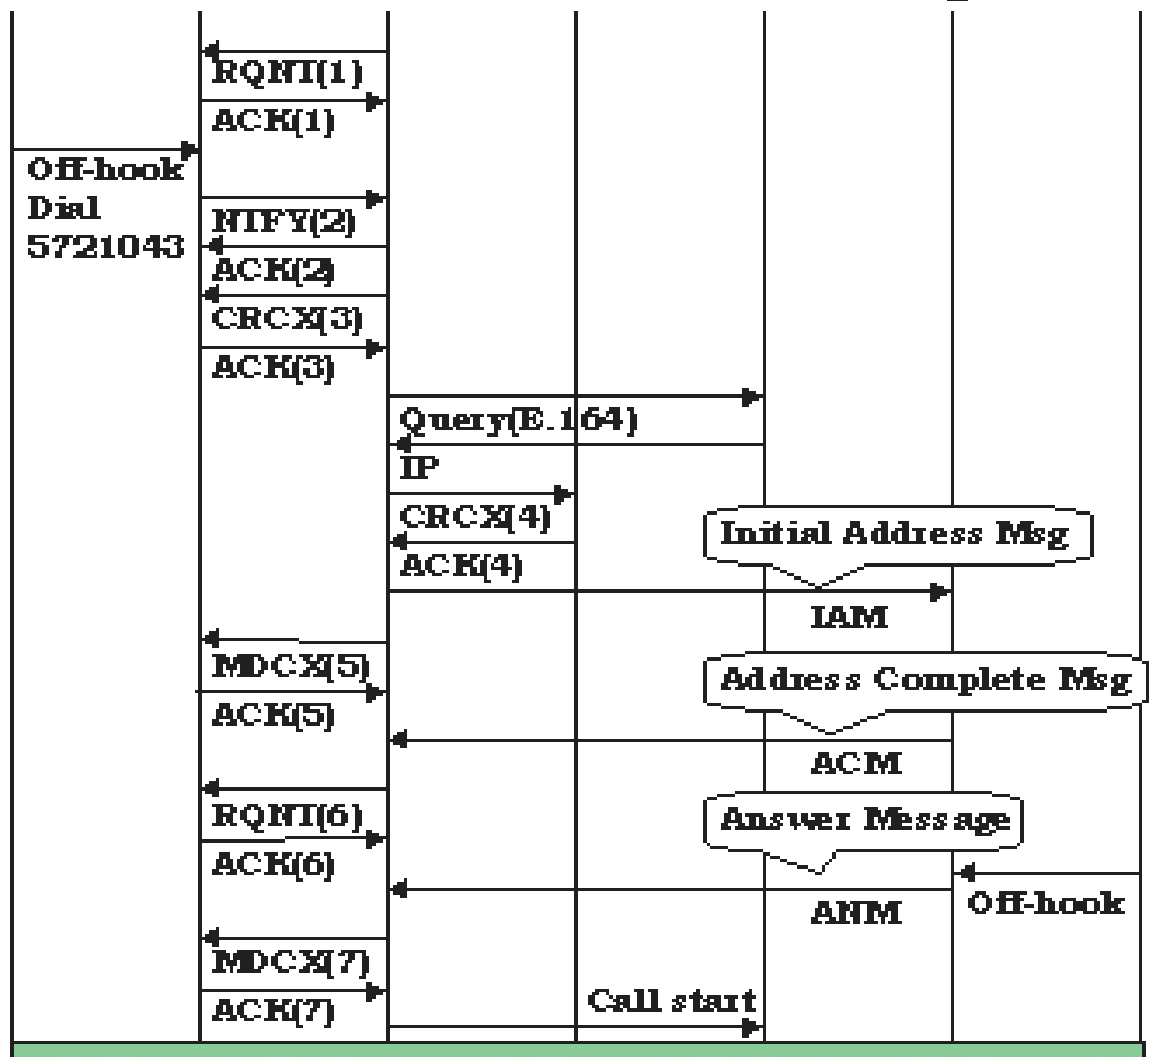 RQNT(1)
ACK(1)
Off-hook
Dial
5721043
NTFY(2)
ACK(2)
CRCX(3)
ACK(3)
Query(E.164)
IP
CRCX(4)
ACK(4)
Initial Address Msg
IAM
MDCX(5)
ACK(5)
Address Complete Msg
ACM
RQNT(6)
ACK(6)
Answer Message
ANM
Off-hook
MDCX(7)
ACK(7)
Call start